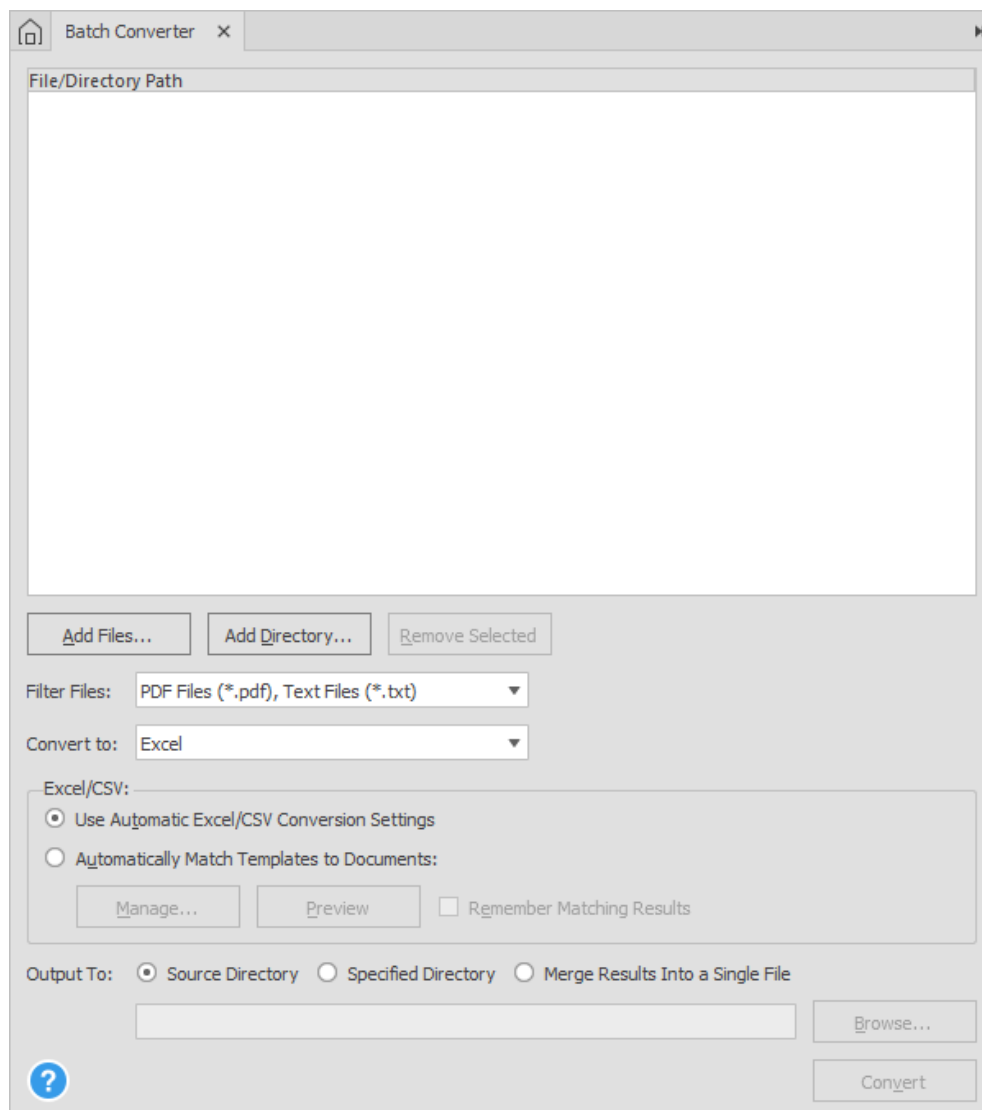 Batch Converter
File/Directory Path
Add Files... Add Directory... Remove Selected
Filter Files: PDF Files (*.pdf), Text Files (*.txt)
Convert to: Excel
Excel/CSV:
Use Automatic Excel/CSV Conversion Settings
Automatically Match Templates to Documents:
Manage... Preview Remember Matching Results
Output To: Source Directory Specified Directory Merge Results Into a Single File
Browse...
? Convert